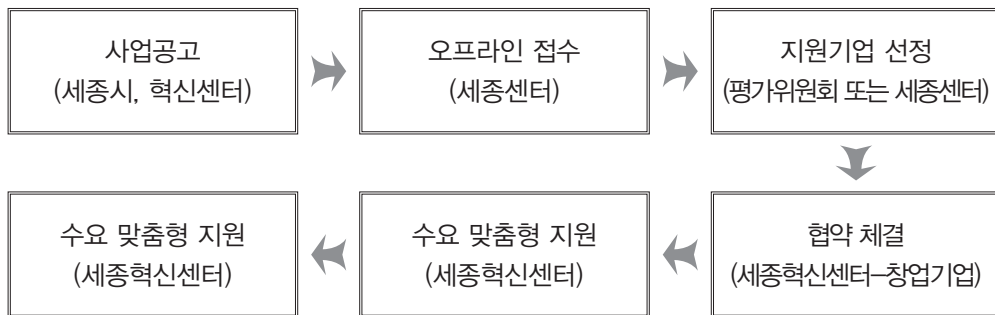 사업공고
(세종시, 혁신센터)
오프라인 접수
(세종센터)
지원기업 선정
(평가위원회 또는 세종센터)
협약 체결
(세종혁신센터–창업기업)
수요 맞춤형 지원
(세종혁신센터)
수요 맞춤형 지원
(세종혁신센터)